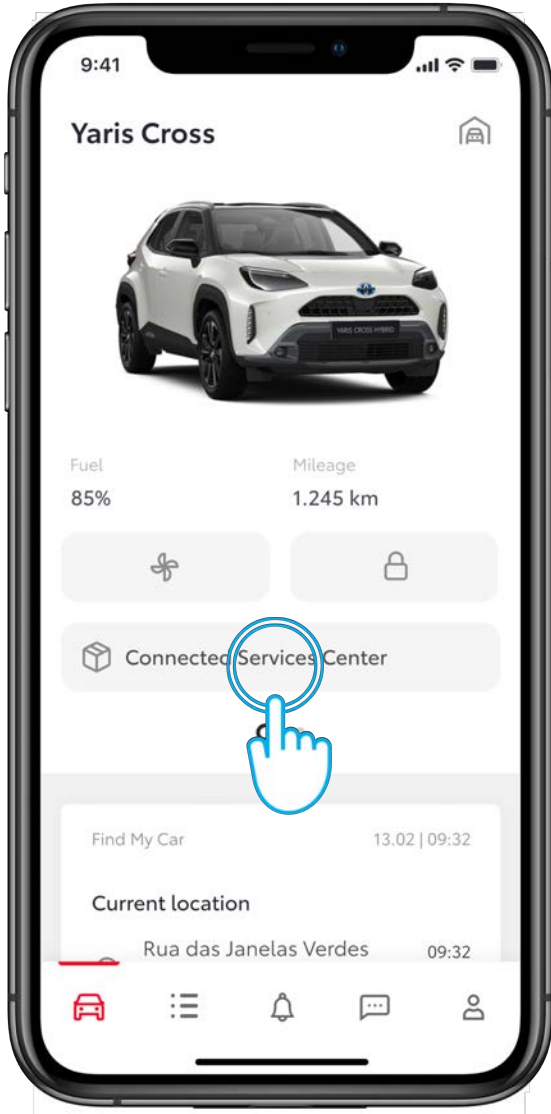 9:41
Yaris Cross
YARIS CROSS HYBRID
Fuel
Mileage
85%
1.245 km
Connected Services Center
Find My Car
13.02 | 09:32
Current location
Rua das Janelas Verdes
09:32